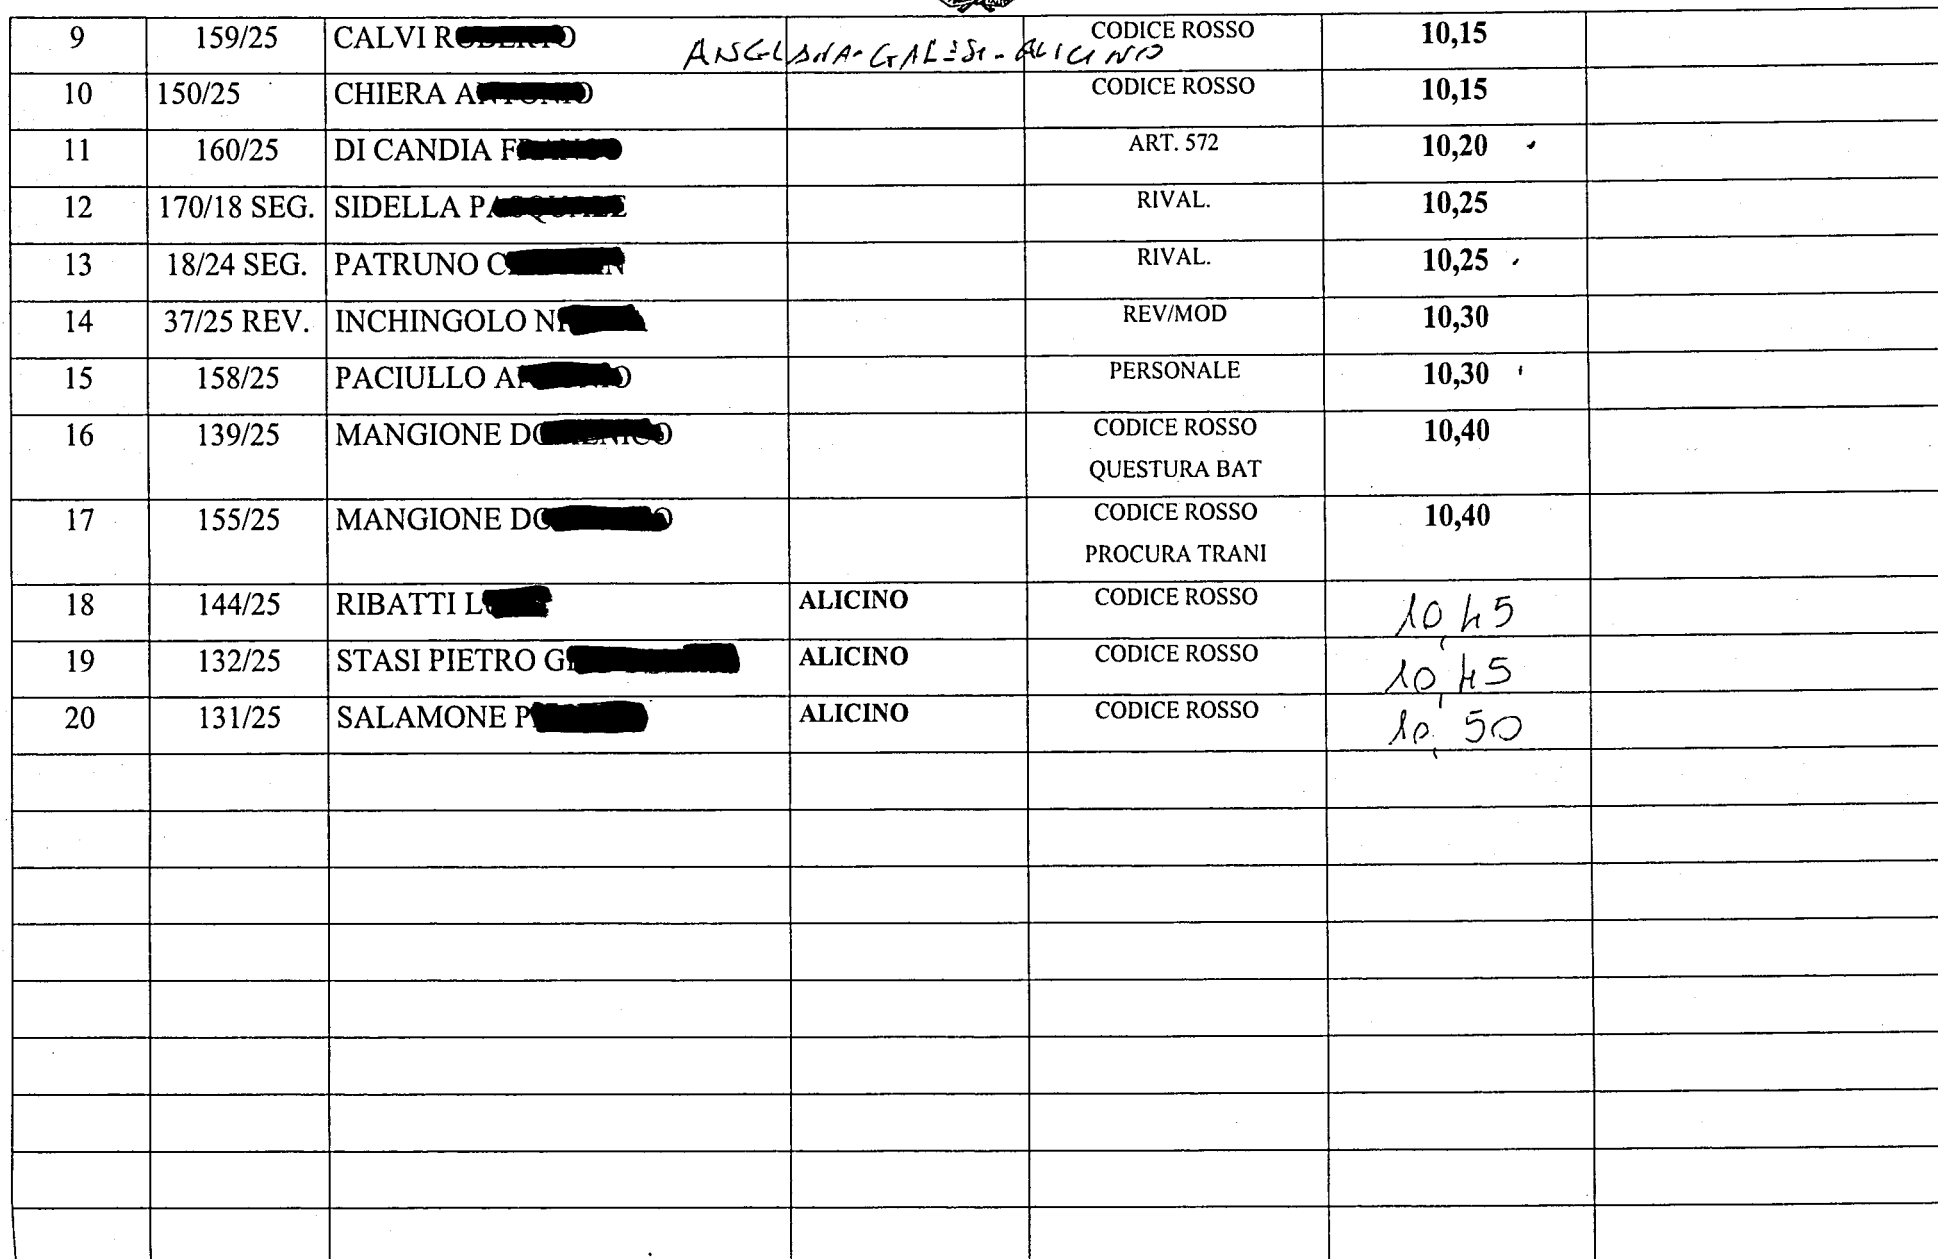 9 159/25 CALVI R CODICE ROSSO 10,15
ALICINO
10 150/25 CHIERA A CODICE ROSSO 10,15
11 160/25 DI CANDIA F ART. 572 10,20
12 170/18 SEG. SIDELLA P RIVAL. 10,25
13 18/24 SEG. PATRUNO C RIVAL. 10,25
14 37/25 REV. INCHINGOLO N REV/MOD 10,30
15 158/25 PACIULLO A PERSONALE 10,30
16 139/25 MANGIONE D CODICE ROSSO 10,40
QUESTURA BAT
17 155/25 MANGIONE D CODICE ROSSO 10,40
PROCURA TRANI
18 144/25 RIBATTI L ALICINO CODICE ROSSO 10,45
19 132/25 STASI PIETRO G ALICINO CODICE ROSSO 10,45
20 131/25 SALAMONE P ALICINO CODICE ROSSO 10,50